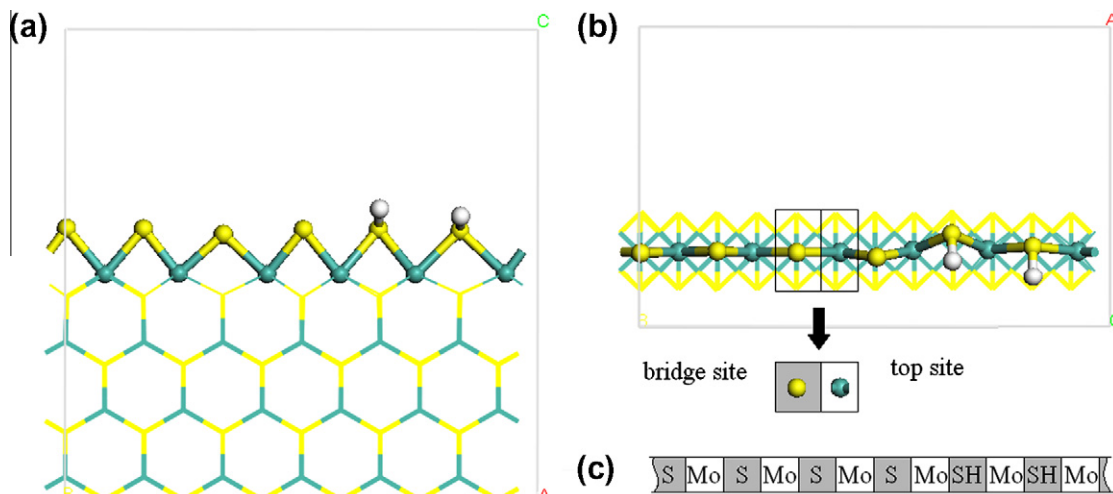 (a)
C
B
A
(b)
A
B
C
bridge site
top site
(c)
S Mo S Mo S Mo S Mo SH Mo SH Mo